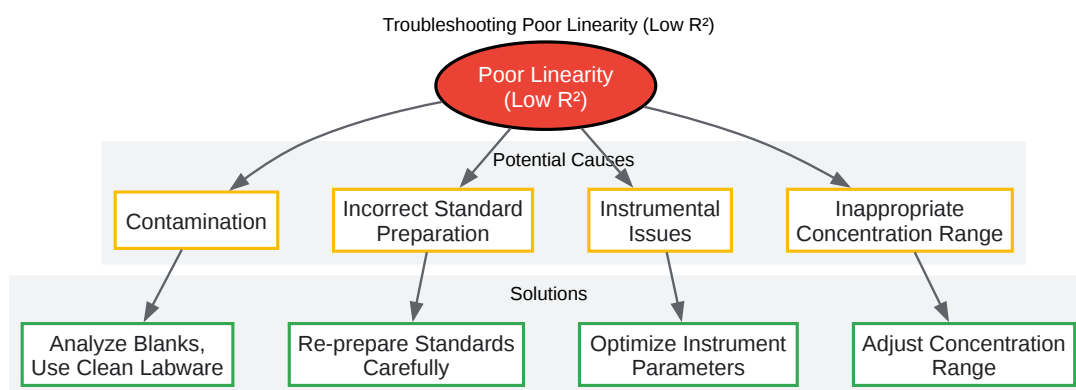 Troubleshooting Poor Linearity (Low R²)
Poor Linearity
(Low R²)
Potential Causes
Contamination
Incorrect Standard
Preparation
Instrumental
Issues
Inappropriate
Concentration Range
Solutions
Analyze Blanks,
Use Clean Labware
Re-prepare Standards
Carefully
Optimize Instrument
Parameters
Adjust Concentration
Range